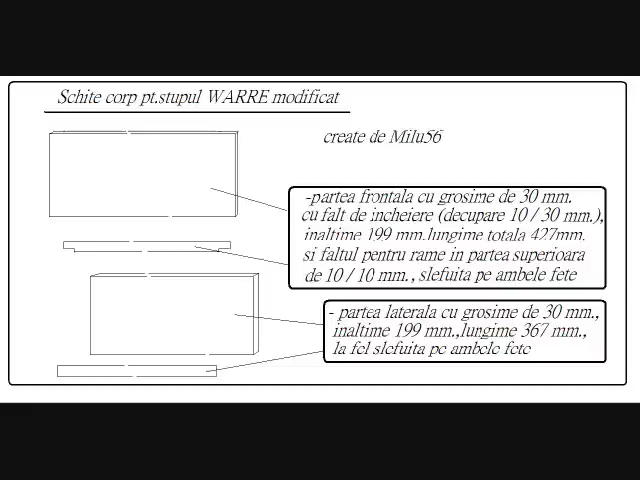 Schite corp pt.stupul WARRE modificat
create de Milu56
-partea frontala cu grosime de 30 mm.
cu falt de incheiere (decupare 10 / 30 mm.),
inaltime 199 mm.lungime totala 427mm.
si faltul pentru rame in partea superioara
de 10 / 10 mm. , slefuita pe ambele fete
- partea laterala cu grosime de 30 mm.,
inaltime 199 mm.,lungime 367 mm.,
la fel slefuita pe ambele fete